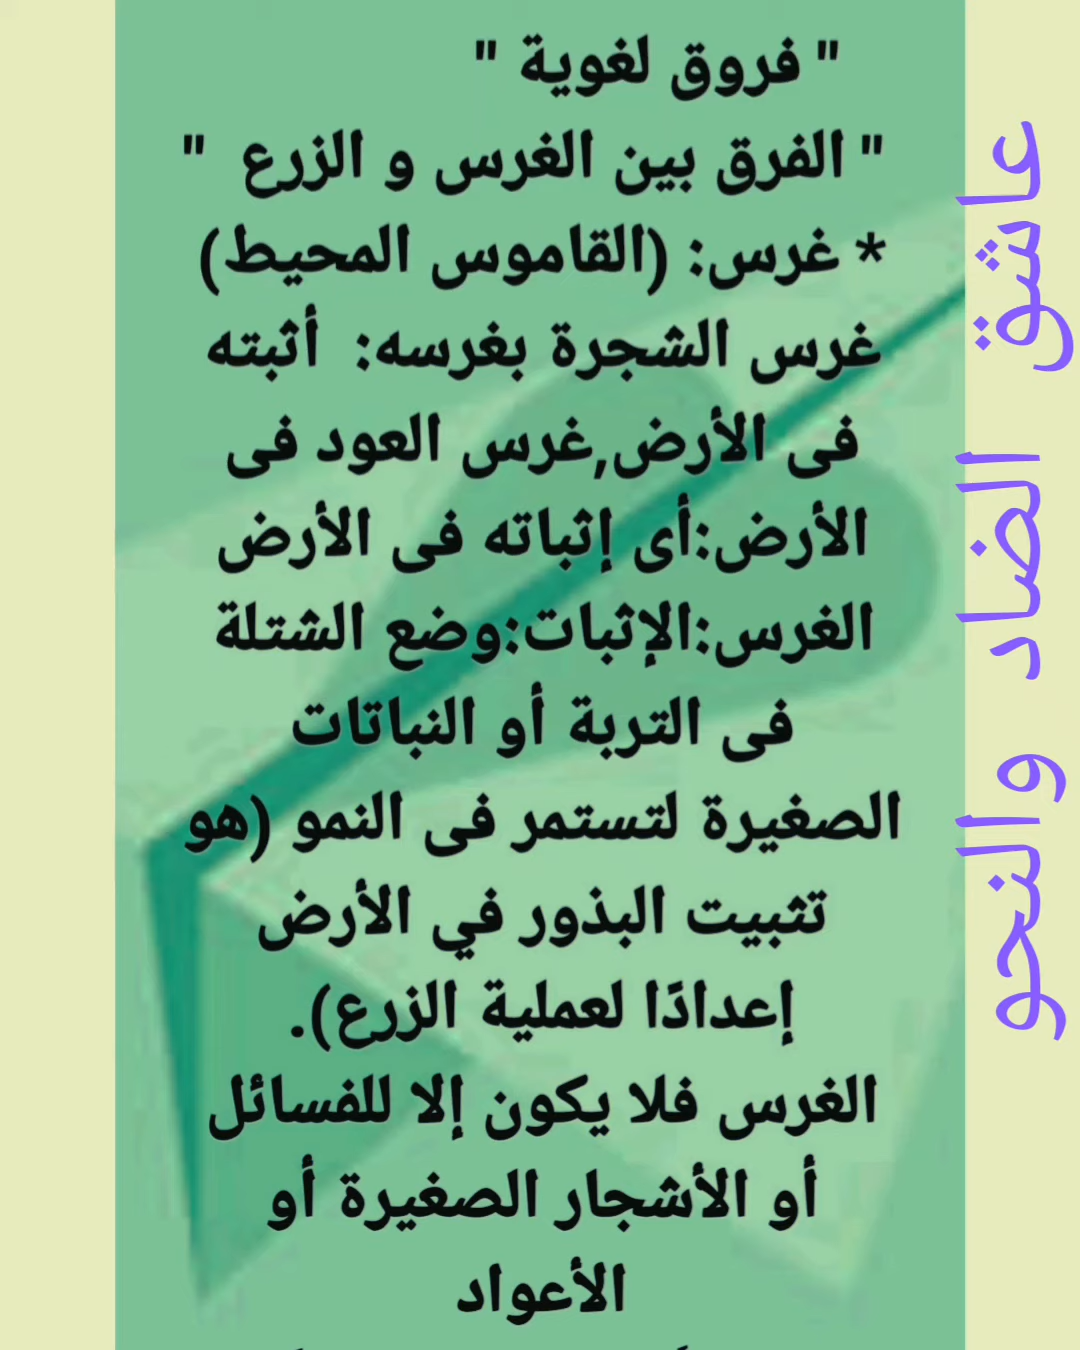 " فروق لغوية "
" الفرق بين الغرس و الزرع "
* غرس: (القاموس المحيط)
غرس الشجرة بغرسه: أثبته
فى الأرض,غرس العود فى
الأرض:أى إثباته فى الأرض
الغرس:الإثبات:وضع الشتلة
فى التربة أو النباتات
الصغيرة لتستمر فى النمو (هو
تثبيت البذور في الأرض
إعدادًا لعملية الزرع).
الغرس فلا يكون إلا للفسائل
أو الأشجار الصغيرة أو
الأعواد
عاشق الضاد والنحو